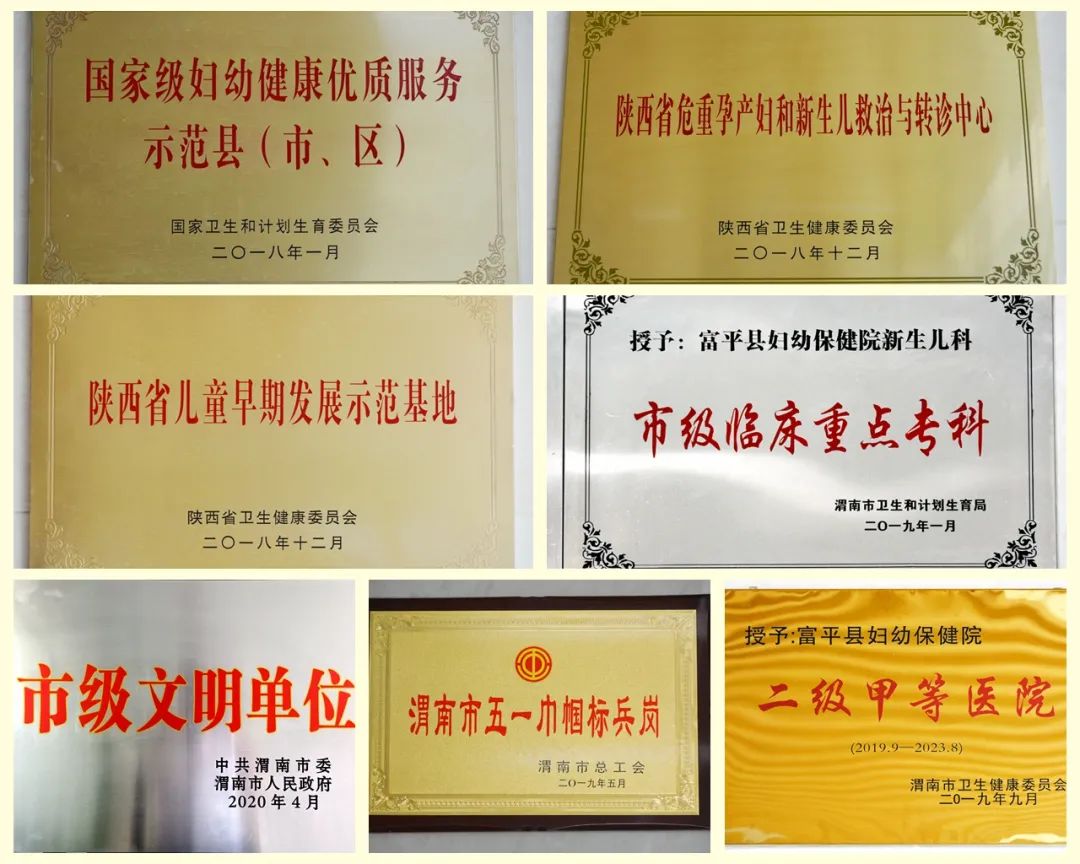 国家级妇幼健康优质服务
示范县（市、区）
国家卫生和计划生育委员会
二〇一八年一月
陕西省危重孕产妇和新生儿救治与转诊中心
陕西省卫生健康委员会
二〇一八年十二月
陕西省儿童早期发展示范基地
陕西省卫生健康委员会
二〇一八年十二月
授予：富平县妇幼保健院新生儿科
市级临床重点专科
渭南市卫生和计划生育局
二〇一九年一月
市级文明单位
中共渭南市委
渭南市人民政府
2020年4月
渭南市五一巾帼标兵岗
渭南市总工会
二〇一九年五月
授予:富平县妇幼保健院
二级甲等医院
(2019.9—2023.8)
渭南市卫生健康委员会
二0一九年九月